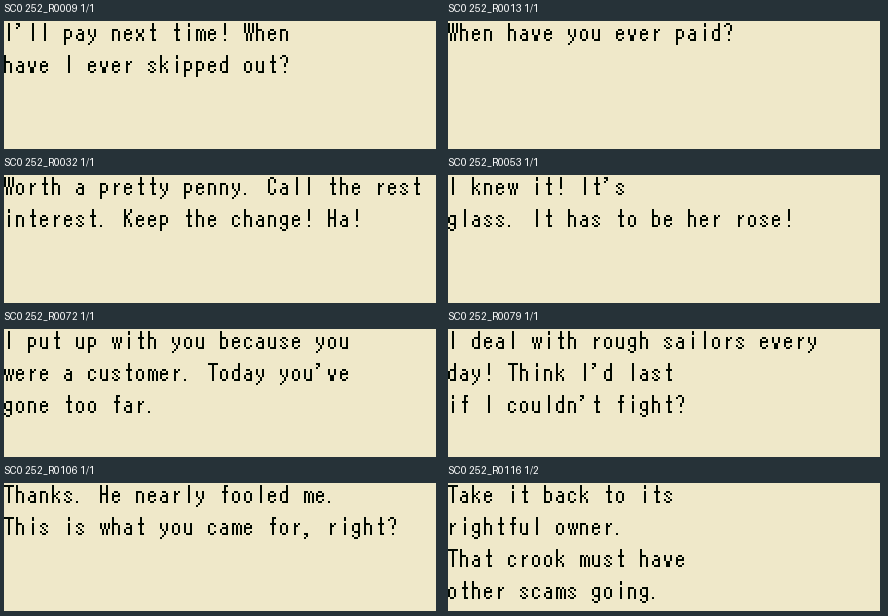 SC0 252_R0009 1/1
I'll pay next time! When
have I ever skipped out?
SC0 252_R0013 1/1
When have you ever paid?
SC0 252_R0032 1/1
Worth a pretty penny. Call the rest
interest. Keep the change! Ha!
SC0 252_R0053 1/1
I knew it! It's
glass. It has to be her rose!
SC0 252_R0072 1/1
I put up with you because you
were a customer. Today you've
gone too far.
SC0 252_R0079 1/1
I deal with rough sailors every
day! Think I'd last
if I couldn't fight?
SC0 252_R0106 1/1
Thanks. He nearly fooled me.
This is what you came for, right?
SC0 252_R0116 1/2
Take it back to its
rightful owner.
That crook must have
other scams going.